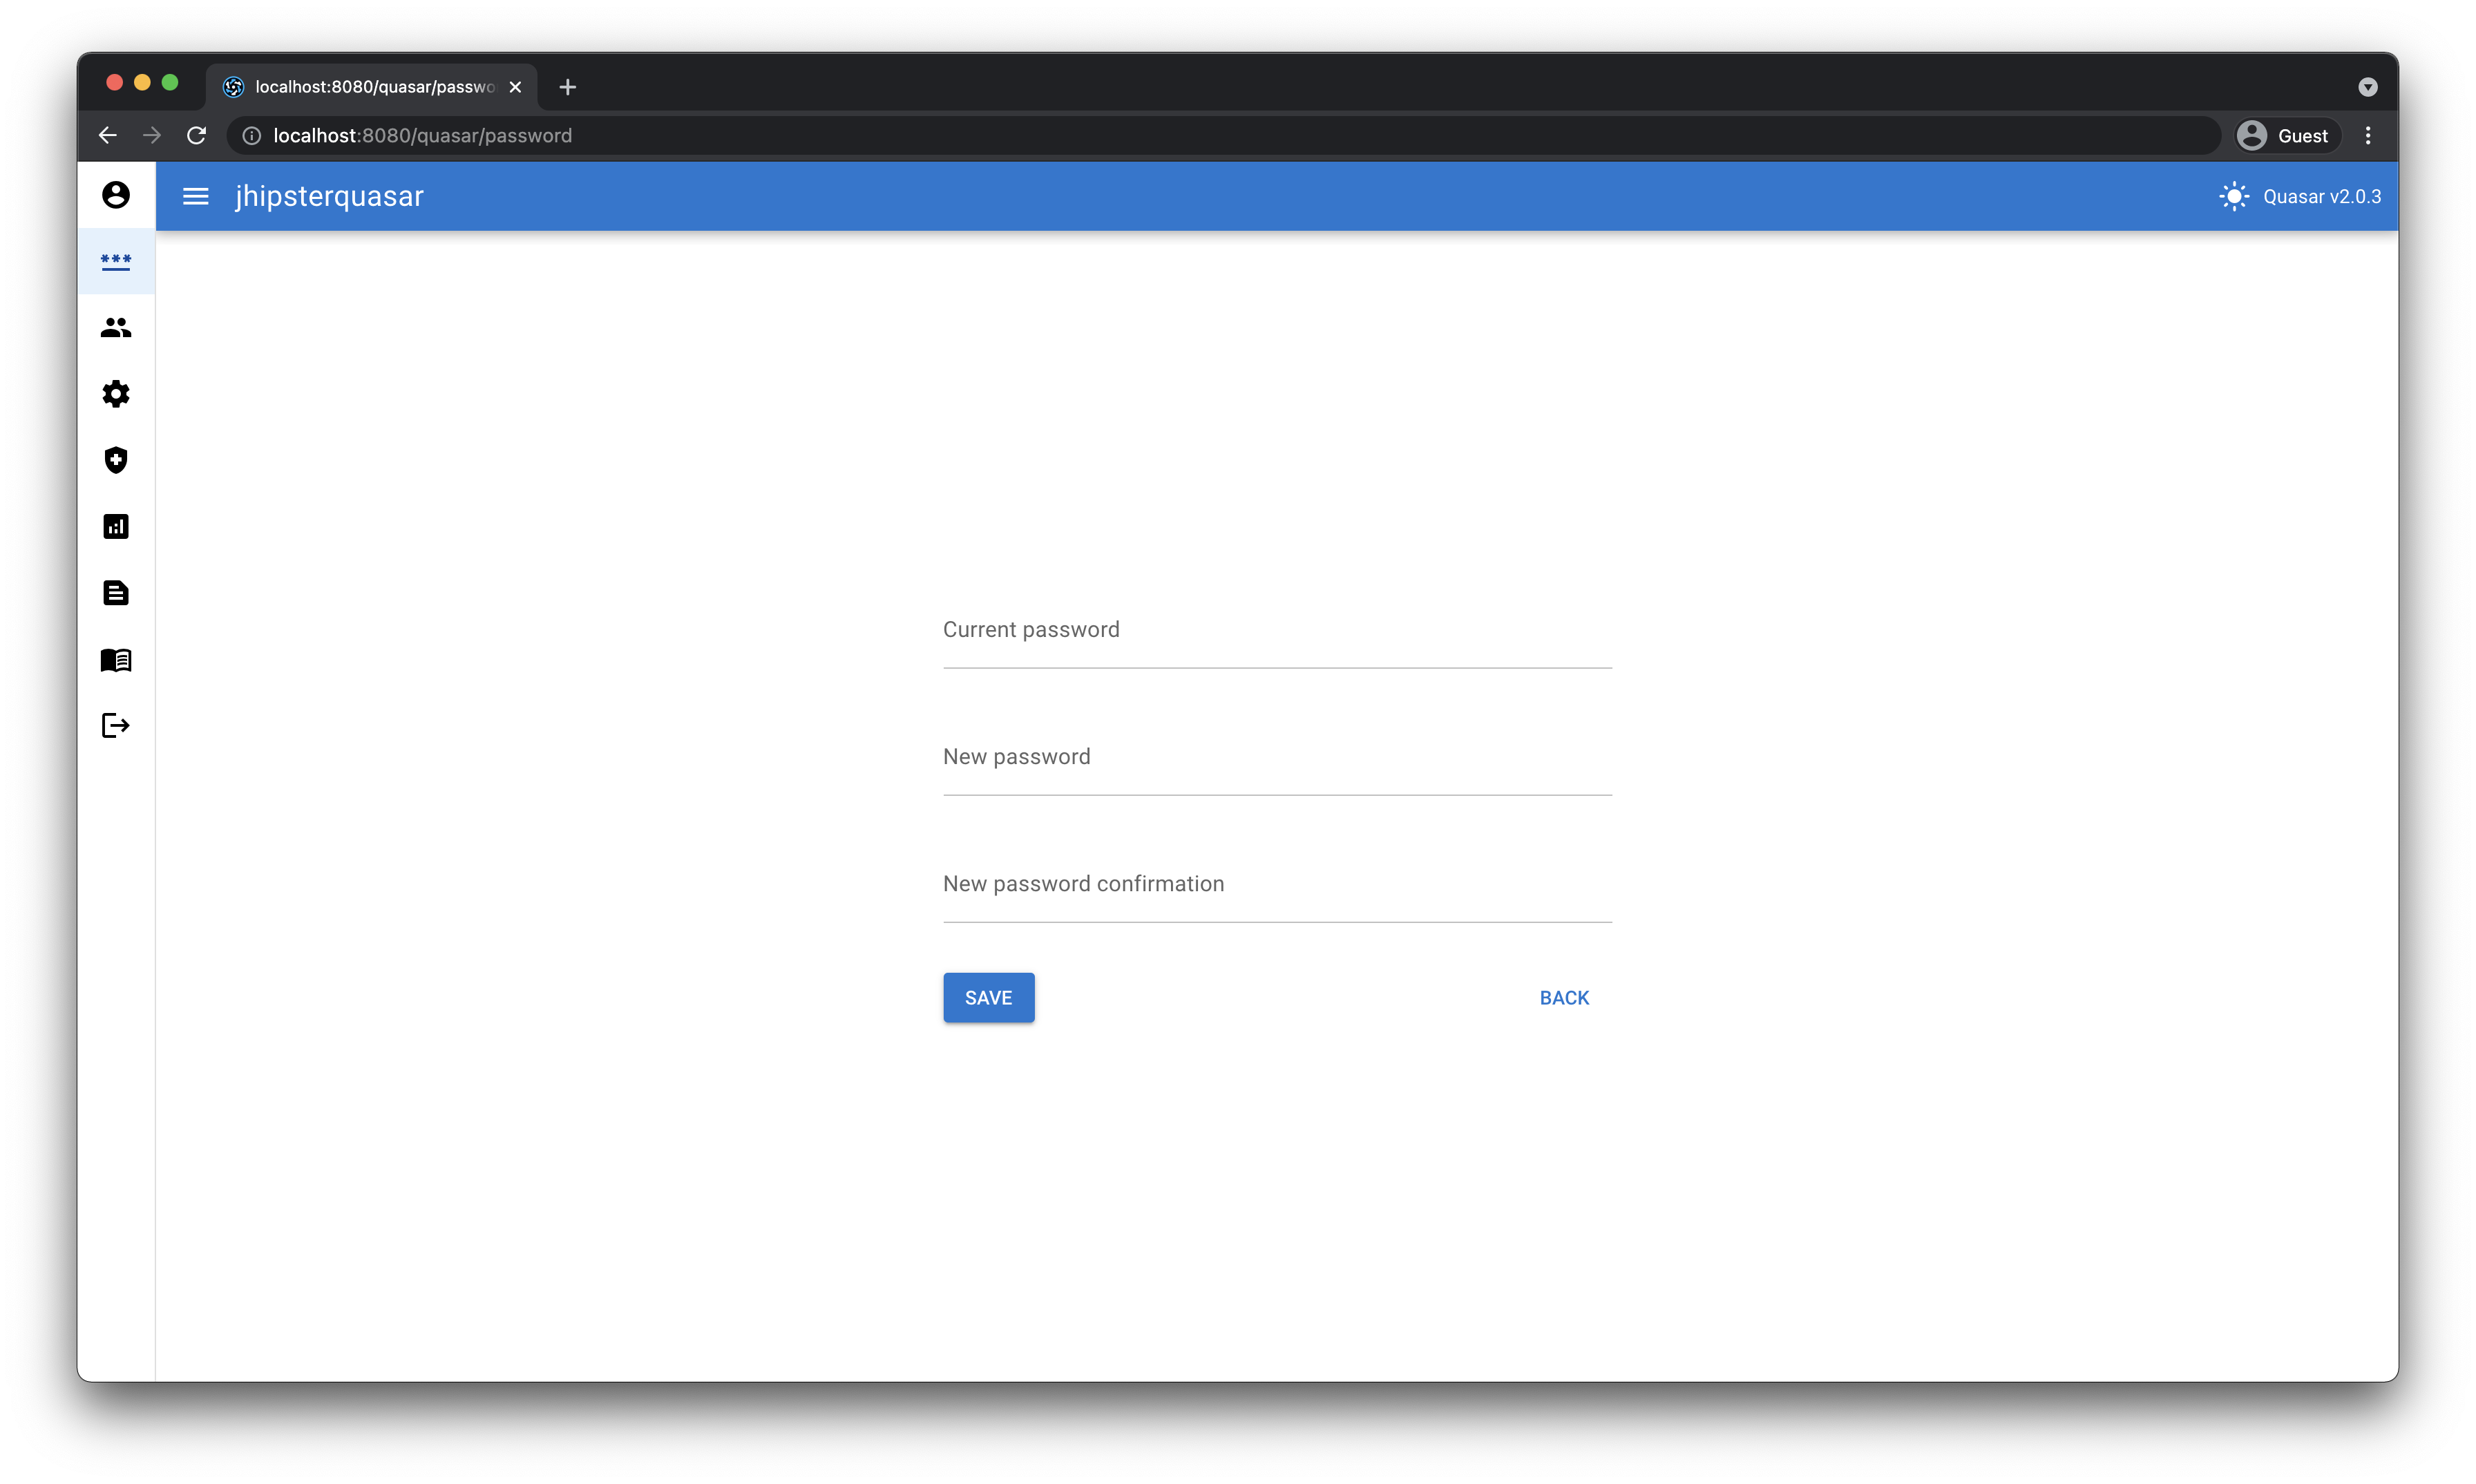 localhost:8080/quasar/passwo
localhost:8080/quasar/password
Guest
jhipsterquasar
Quasar v2.0.3
Current password
New password
New password confirmation
SAVE
BACK